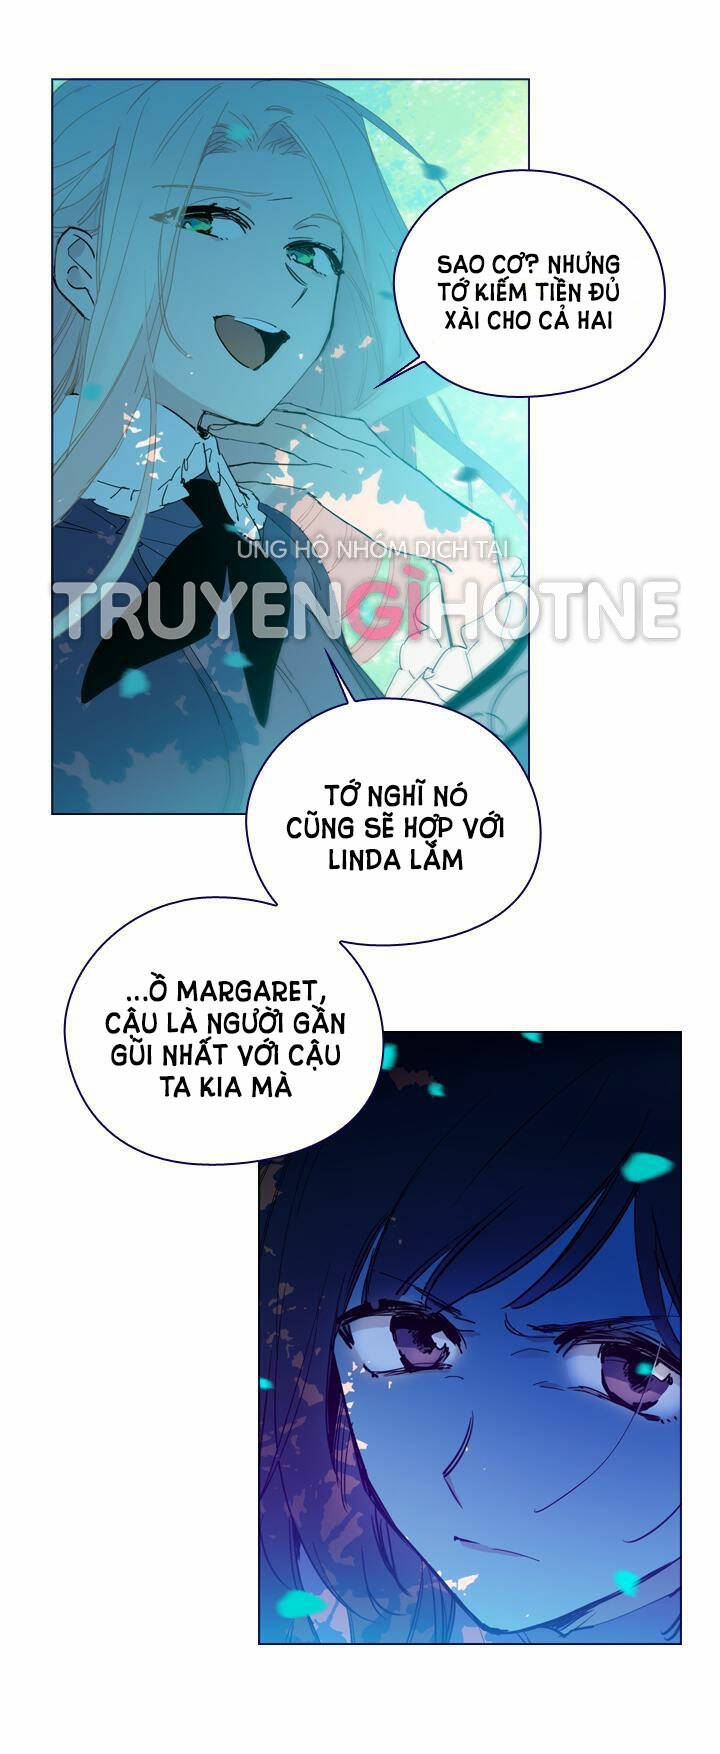 SAO CƠ? NHƯNG
TỚ KIẾM TIỀN ĐỦ
XÀI CHO CẢ HAI
ỦNG HỘ NHÓM DỊCH TẠI
TRUYENGIHOTNE
TỚ NGHĨ NÓ
CŨNG SẼ HỢP VỚI
LINDA LẮM
...Ồ MARGARET,
CẬU LÀ NGƯỜI GẦN
GŨI NHẤT VỚI CẬU
TA KIA MÀ